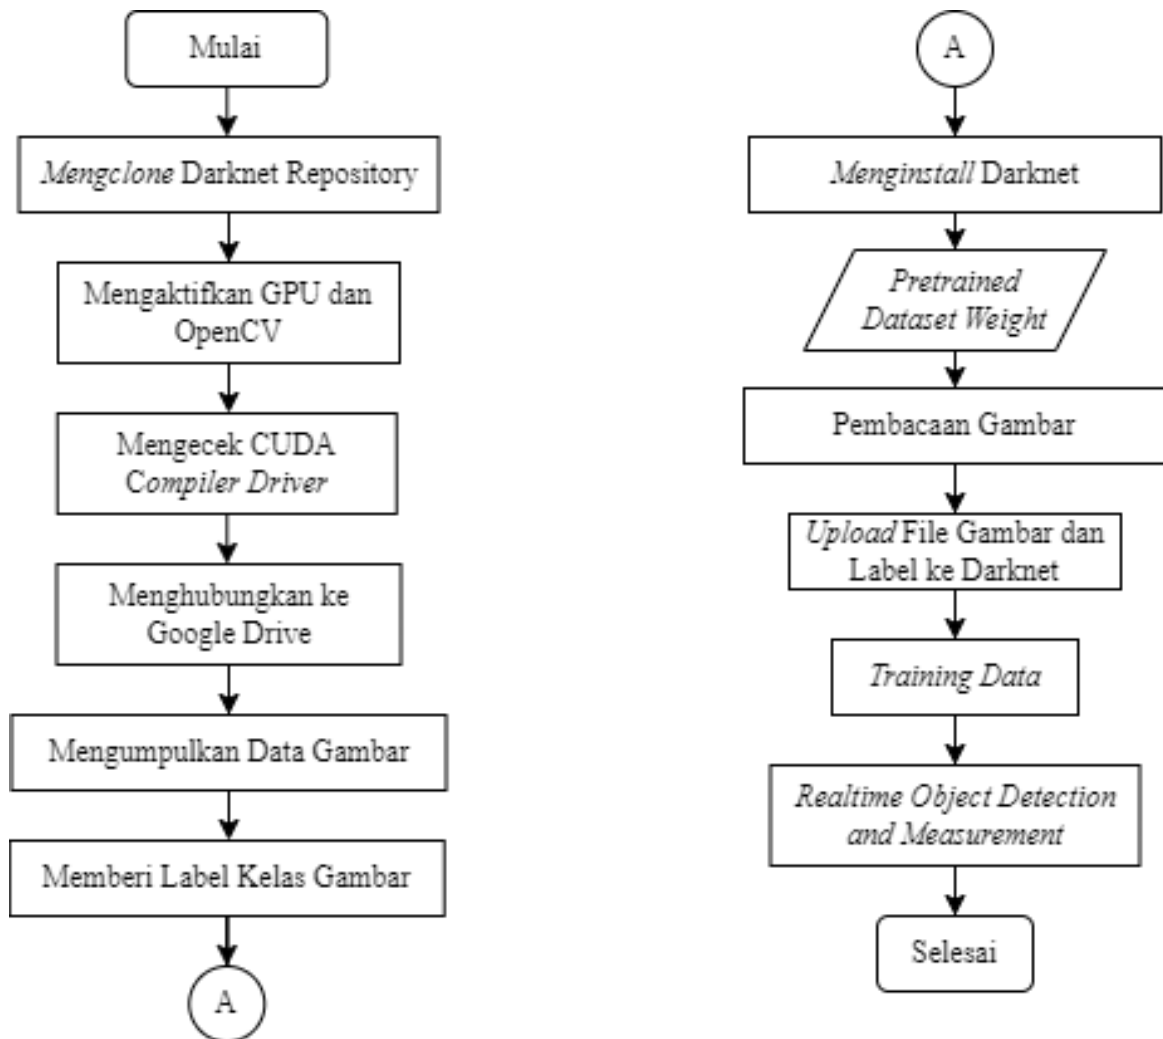 Mulai
Mengclone Darknet Repository
Mengaktifkan GPU dan
OpenCV
Mengecek CUDA
Compiler Driver
Menghubungkan ke
Google Drive
Mengumpulkan Data Gambar
Memberi Label Kelas Gambar
A
A
Menginstall Darknet
Pretrained
Dataset Weight
Pembacaan Gambar
Upload File Gambar dan
Label ke Darknet
Training Data
Realtime Object Detection
and Measurement
Selesai